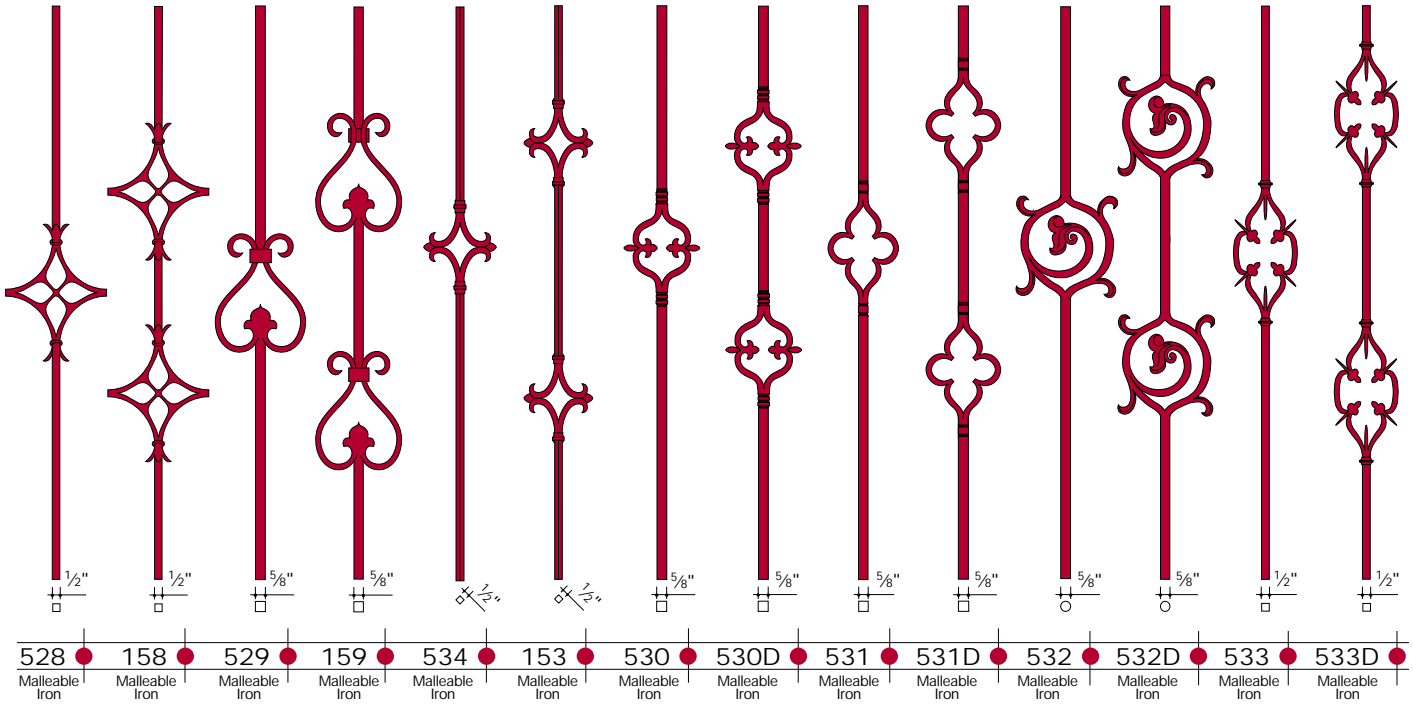 ½" ½" ⅝" ⅝" ½" ½" ⅝" ⅝" ⅝" ⅝" ⅝" ⅝" ½" ½"
528 158 529 159 534 153 530 530D 531 531D 532 532D 533 533D
Malleable Malleable Malleable Malleable Malleable Malleable Malleable Malleable Malleable Malleable Malleable Malleable Malleable Malleable
Iron Iron Iron Iron Iron Iron Iron Iron Iron Iron Iron Iron Iron Iron